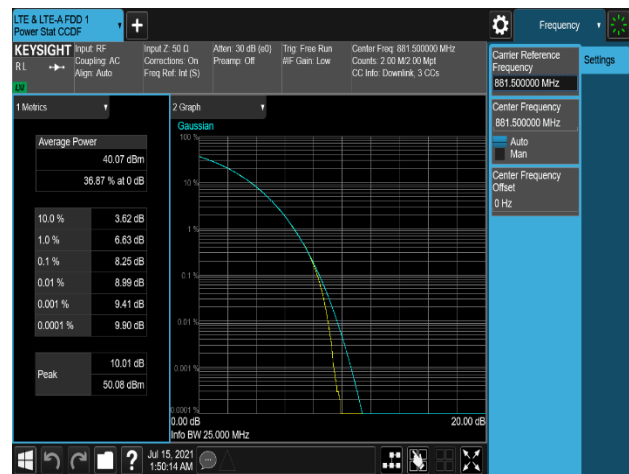 LTE & LTE-A FDD 1
Power Stat CCDF
Frequency
KEYSIGHT
RL
LV
Input: RF
Coupling: AC
Align: Auto
Input Z: 50 Ω
Corrections: On
Freq Ref: Int (S)
Atten: 30 dB (e0)
Preamp: Off
Trig: Free Run
#IF Gain: Low
Center Freq: 881.500000 MHz
Counts: 2.00 M/2.00 Mpt
CC Info: Downlink, 3 CCs
Carrier Reference
Frequency
881.500000 MHz
Settings
Center Frequency
881.500000 MHz
Auto
Man
Center Frequency
Offset
0 Hz
1 Metrics
Average Power
40.07 dBm
36.87 % at 0 dB
10.0 % 3.62 dB
1.0 % 6.63 dB
0.1 % 8.25 dB
0.01 % 8.99 dB
0.001 % 9.41 dB
0.0001 % 9.90 dB
Peak
10.01 dB
50.08 dBm
2 Graph
Gaussian
100 %
10 %
1 %
0.1 %
0.01 %
0.001 %
0.0001 %
0.00 dB 20.00 dB
Info BW 25.000 MHz
?
Jul 15, 2021
1:50:14 AM